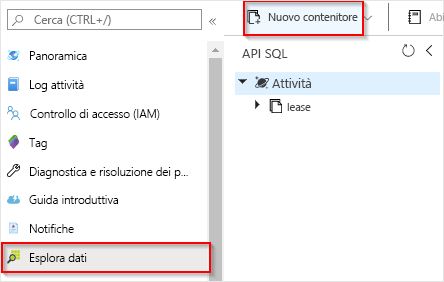 Cerca (CTRL+/)
«
Panoramica
Log attività
Controllo di accesso (IAM)
Tag
Diagnostica e risoluzione dei p...
Guida introduttiva
Notifiche
Esplora dati
Nuovo contenitore
API SQL
Attività
lease